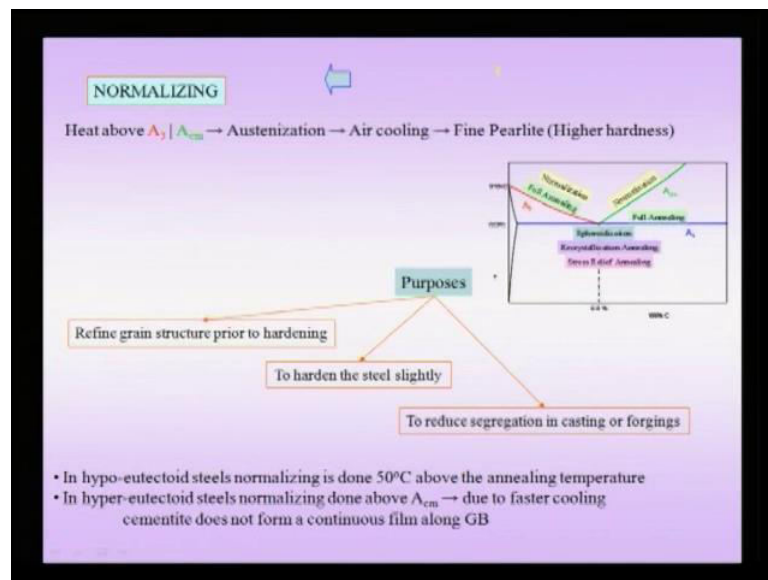 NORMALIZING
Heat above A3 | Acm → Austenization → Air cooling → Fine Pearlite (Higher hardness)
Normalization
Full Annealing
Normalization
Acm
A3
Full Annealing
A1
Spheroidization
Recrystallization Annealing
Stress Relief Annealing
Purposes
Refine grain structure prior to hardening
To harden the steel slightly
To reduce segregation in casting or forgings
• In hypo-eutectoid steels normalizing is done 50°C above the annealing temperature
• In hyper-eutectoid steels normalizing done above Acm → due to faster cooling
cementite does not form a continuous film along GB